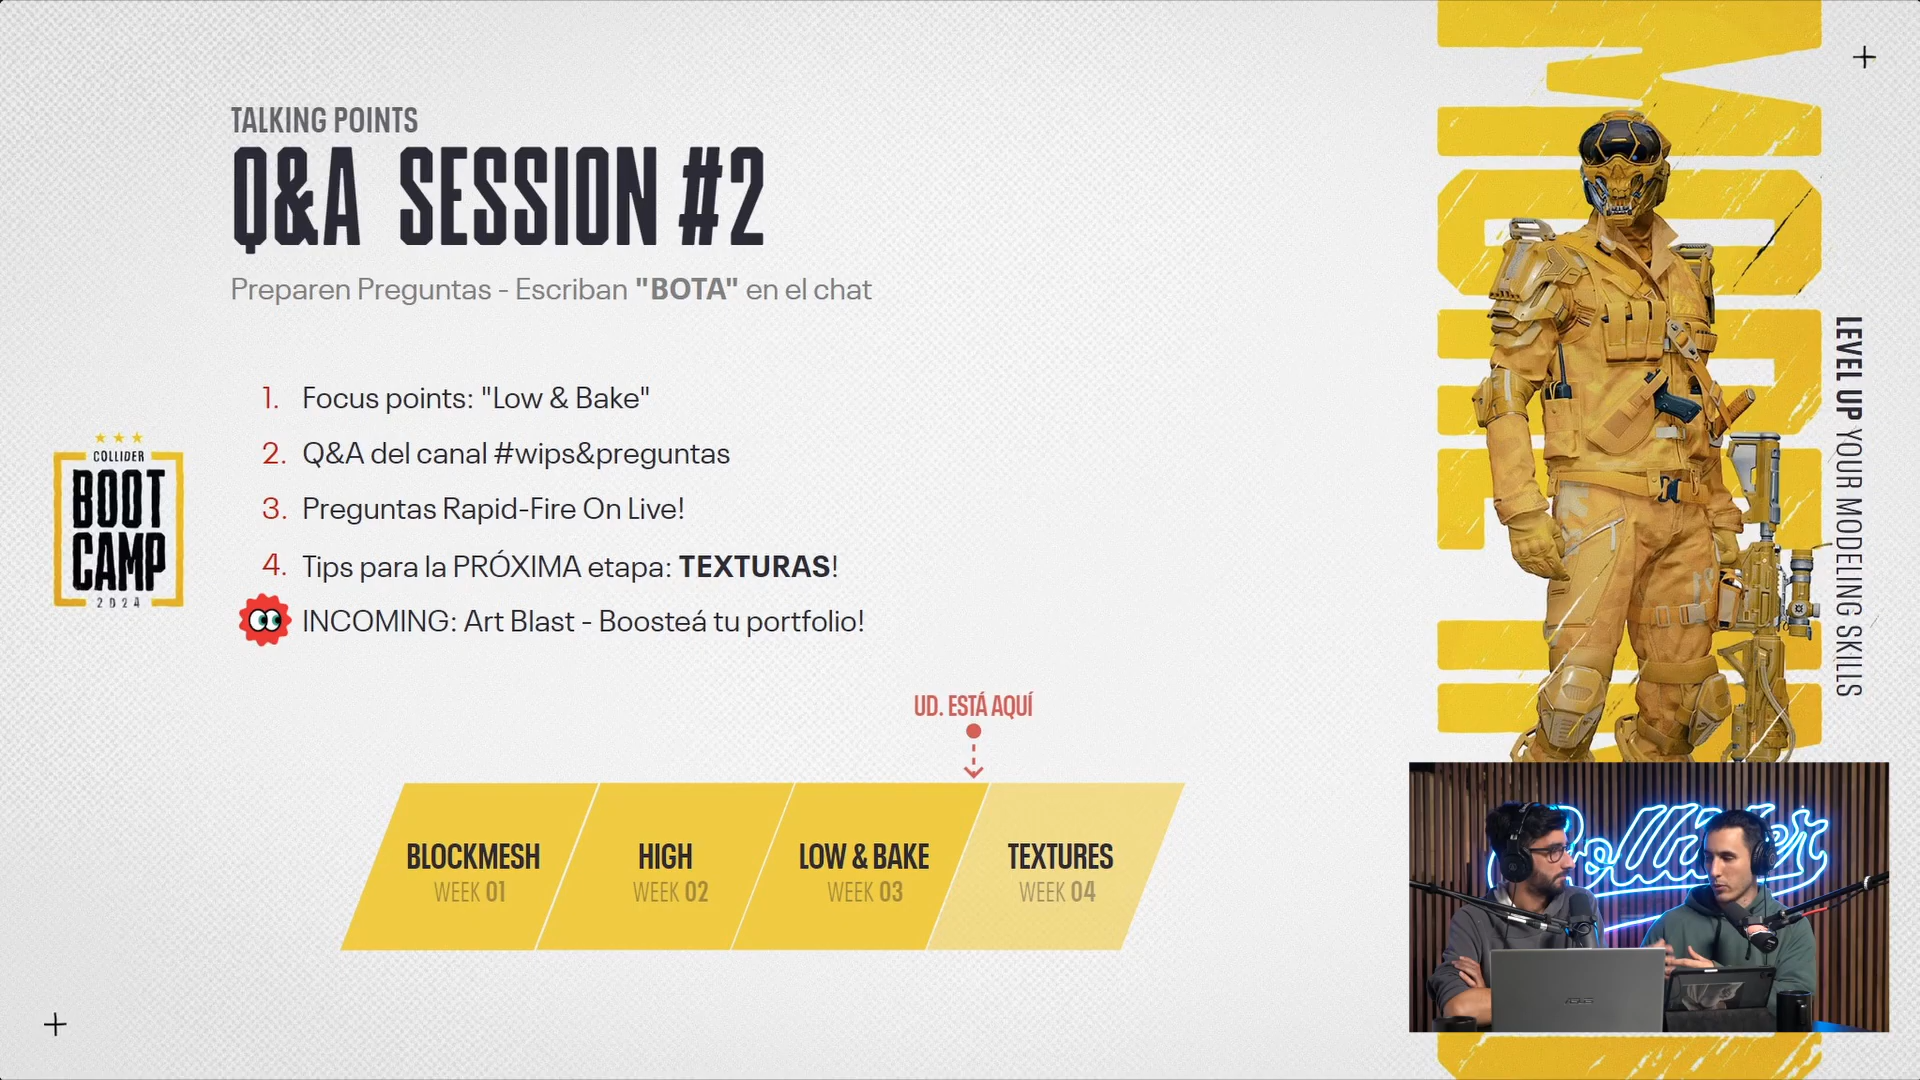 TALKING POINTS
Q&A SESSION #2
Preparen Preguntas - Escriban "BOTA" en el chat
1. Focus points: "Low & Bake"
2. Q&A del canal #wips&preguntas
3. Preguntas Rapid-Fire On Live!
4. Tips para la PRÓXIMA etapa: TEXTURAS!
INCOMING: Art Blast - Boosteá tu portfolio!
COLLIDER
BOOT
CAMP
2024
UD. ESTÁ AQUÍ
BLOCKMESH
WEEK 01
HIGH
WEEK 02
LOW & BAKE
WEEK 03
TEXTURES
WEEK 04
LEVEL UP YOUR MODELING SKILLS
Collider
ASUS